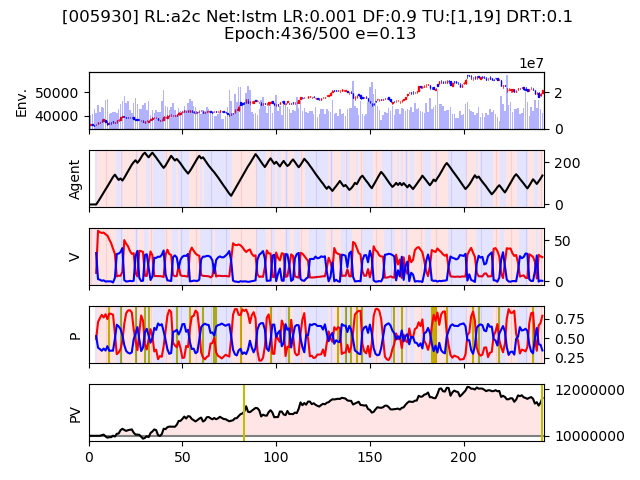 [005930] RL:a2c Net:lstm LR:0.001 DF:0.9 TU:[1,19] DRT:0.1
Epoch:436/500 e=0.13
1e7
Env.
50000
40000
2
0
Agent
200
0
V
50
0
P
0.75
0.50
0.25
PV
12000000
10000000
0 50 100 150 200